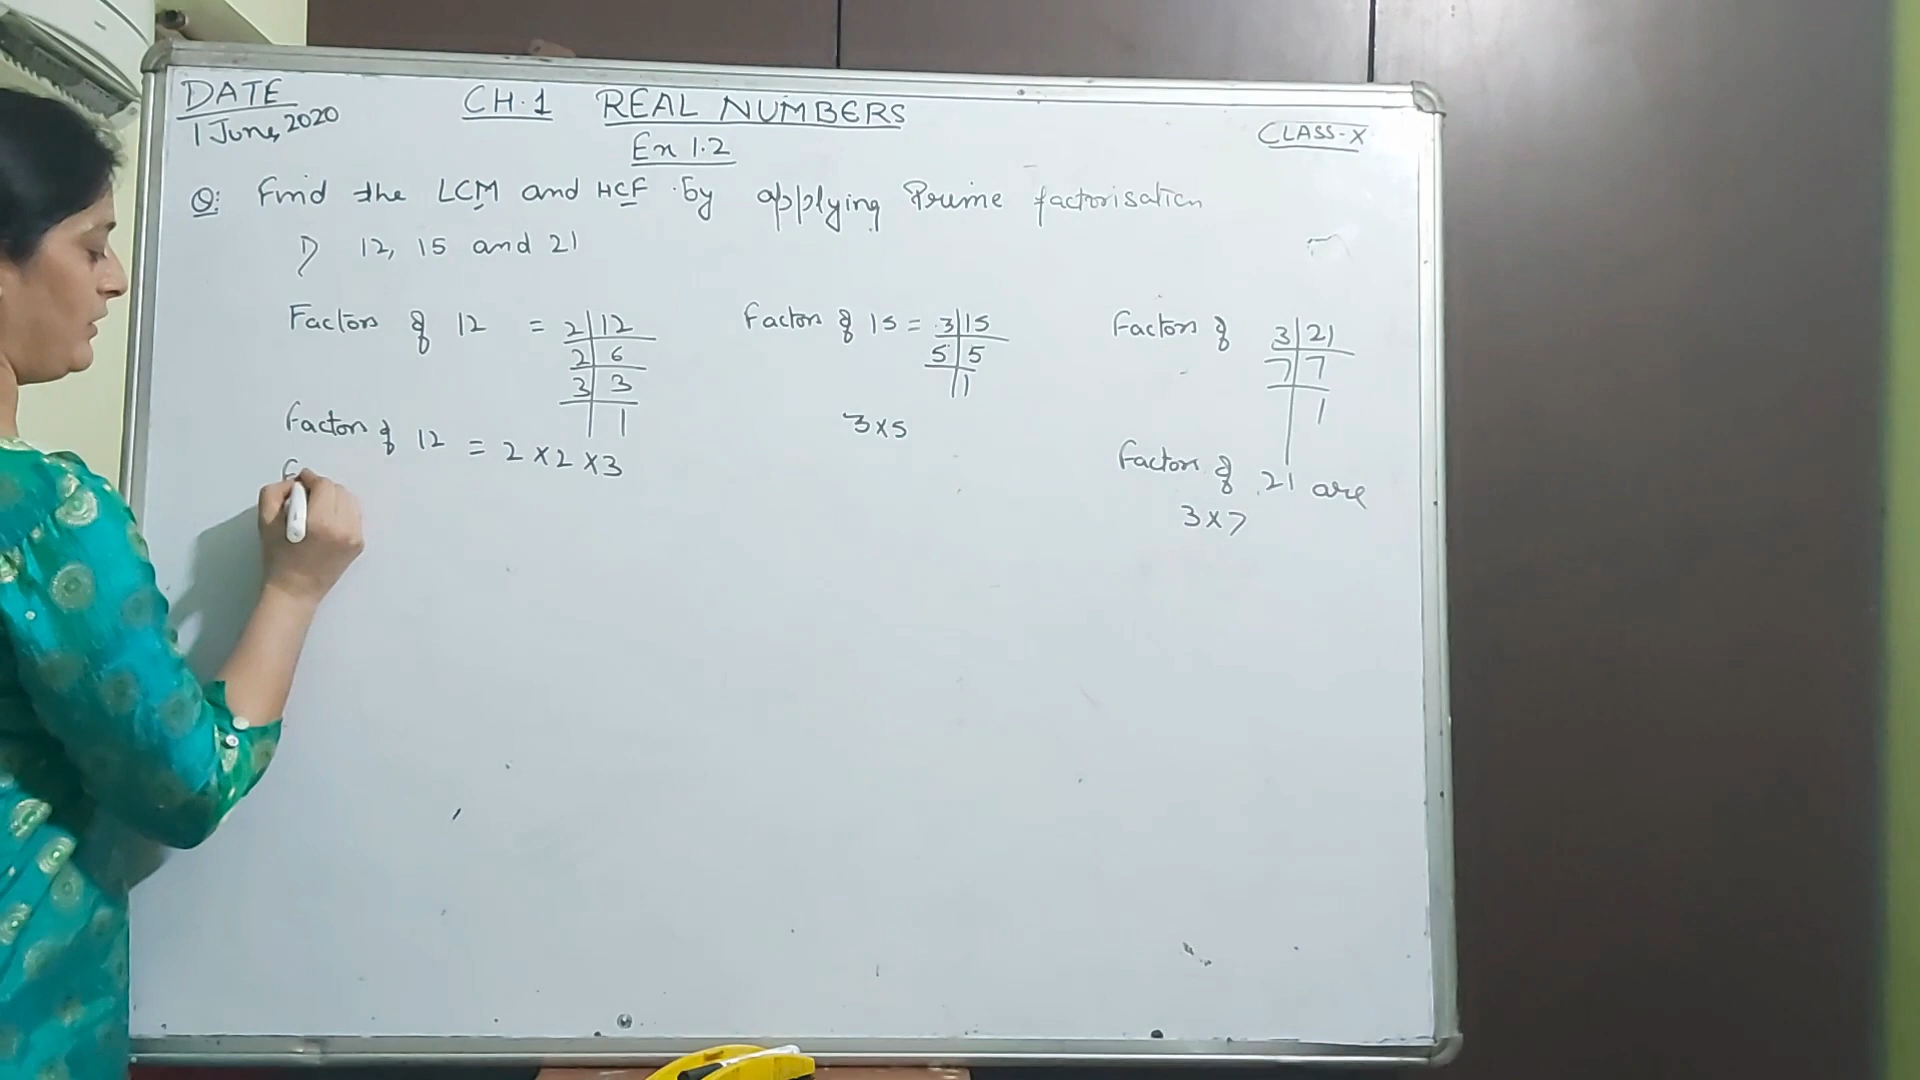 DATE
1 June, 2020
CH.1 REAL NUMBERS
CLASS-X
Ex 1.2
Q: Find the LCM and HCF by applying Prime factorisation
1) 12, 15 and 21
Factors of 12 = 2|12
2|6
3|3
|1
Factors of 15 = 3|15
5|5
|1
3×5
Factors of 3|21
7|7
|1
Factors of 12 = 2×2×3
F
Factors of 21 are
3×7